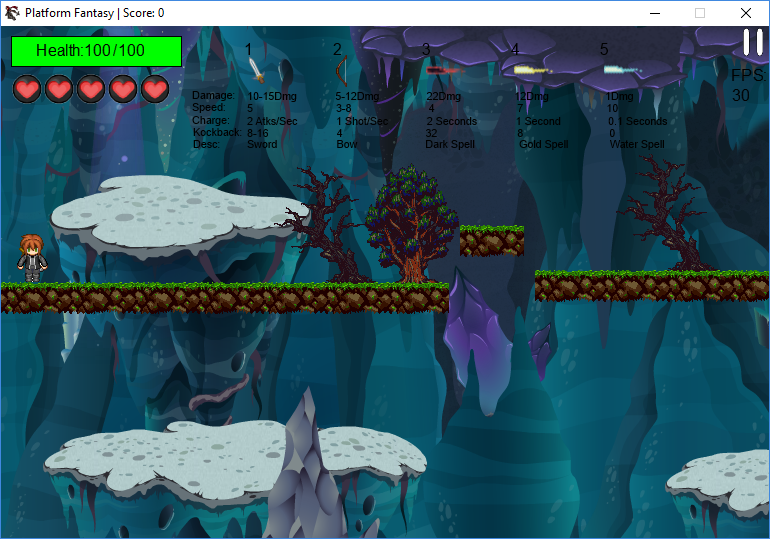 Platform Fantasy | Score: 0
Health:100/100
1 2 3 4 5
FPS:
30
Damage: 10-15Dmg 5-12Dmg 22Dmg 12Dmg 1Dmg
Speed: 5 3-8 4 7 10
Charge: 2 Atks/Sec 1 Shot/Sec 2 Seconds 1 Second 0.1 Seconds
Kockback: 8-16 4 32 8 0
Desc: Sword Bow Dark Spell Gold Spell Water Spell